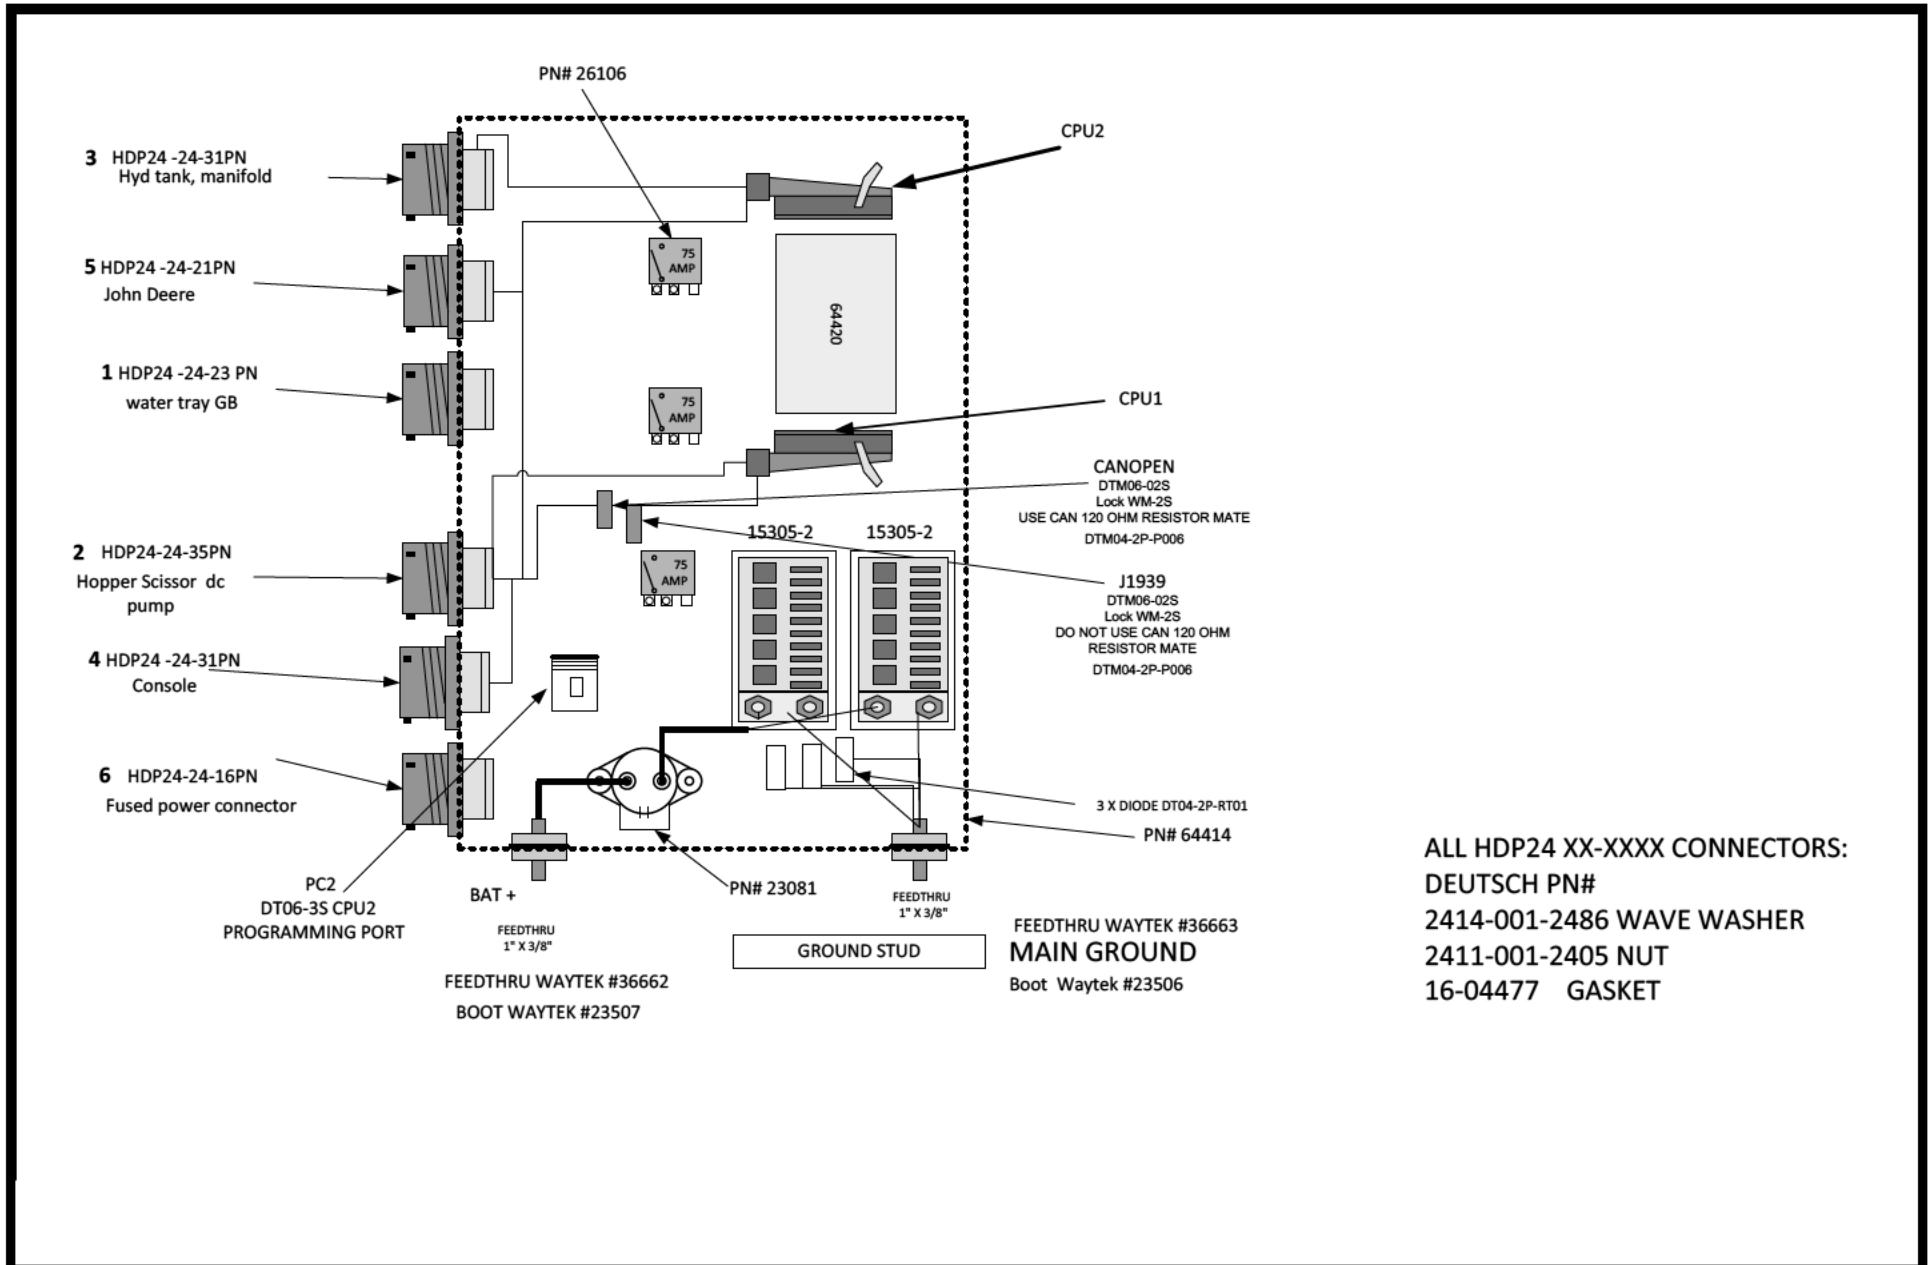 PN# 26106
CPU2
3 HDP24 -24-31PN
Hyd tank, manifold
75
AMP
5 HDP24 -24-21PN
John Deere
64420
1 HDP24 -24-23 PN
water tray GB
75
AMP
CPU1
CANOPEN
DTM06-02S
Lock WM-2S
USE CAN 120 OHM RESISTOR MATE
DTM04-2P-P006
15305-2
15305-2
2 HDP24-24-35PN
Hopper Scissor dc
pump
75
AMP
J1939
DTM06-02S
Lock WM-2S
DO NOT USE CAN 120 OHM
RESISTOR MATE
DTM04-2P-P006
4 HDP24 -24-31PN
Console
6 HDP24-24-16PN
Fused power connector
3 X DIODE DT04-2P-RT01
PN# 64414
PC2
DT06-3S CPU2
PROGRAMMING PORT
BAT +
FEEDTHRU
1" X 3/8"
FEEDTHRU WAYTEK #36662
BOOT WAYTEK #23507
PN# 23081
FEEDTHRU
1" X 3/8"
GROUND STUD
FEEDTHRU WAYTEK #36663
MAIN GROUND
Boot Waytek #23506
ALL HDP24 XX-XXXX CONNECTORS:
DEUTSCH PN#
2414-001-2486 WAVE WASHER
2411-001-2405 NUT
16-04477 GASKET